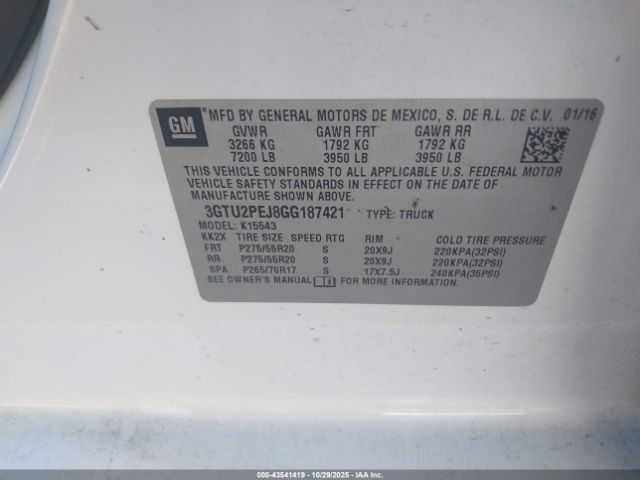 GM
MFD BY GENERAL MOTORS DE MEXICO, S. DE R.L. DE C.V. 01/16
GVWR GAWR FRT GAWR RR
3266 KG 1792 KG 1792 KG
7200 LB 3950 LB 3950 LB
THIS VEHICLE CONFORMS TO ALL APPLICABLE U.S. FEDERAL MOTOR
VEHICLE SAFETY STANDARDS IN EFFECT ON THE DATE OF
MANUFACTURE SHOWN ABOVE.
3GTU2PEJ8GG187421 TYPE: TRUCK
MODEL: K15543
KK2X TIRE SIZE SPEED RTG RIM COLD TIRE PRESSURE
FRT P275/55R20 S 20X9J 220KPA(32PSI)
RR P275/55R20 S 20X9J 220KPA(32PSI)
SPA P265/70R17 S 17X7.5J 240KPA(35PSI)
SEE OWNER'S MANUAL FOR MORE INFORMATION.
000-43541419 - 10/29/2025 - IAAI.COM